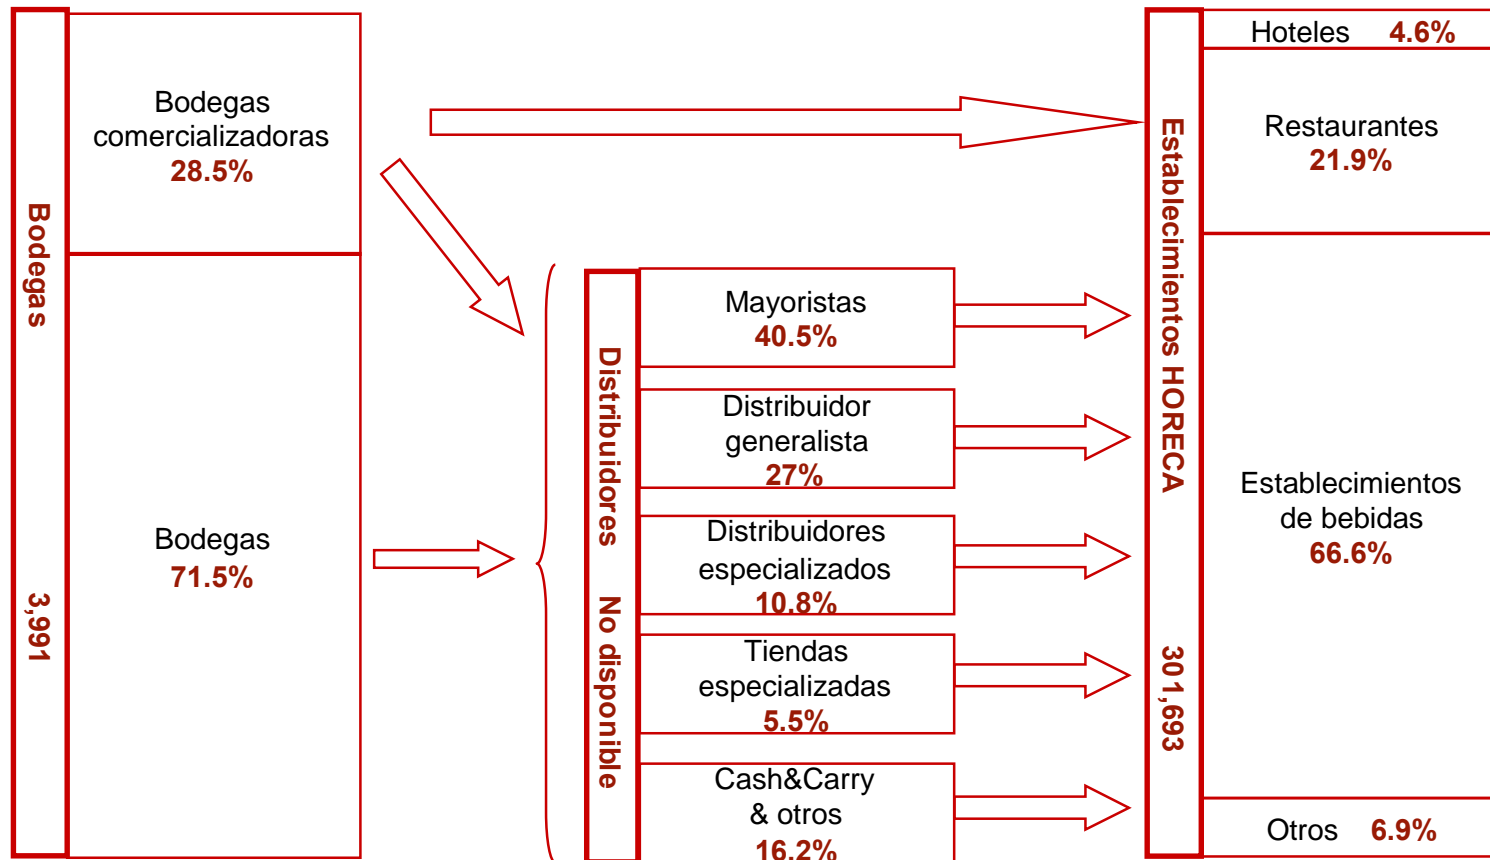 Bodegas 3,991
Bodegas
comercializadoras
28.5%
Bodegas
71.5%
Distribuidores No disponible
Mayoristas
40.5%
Distribuidor
generalista
27%
Distribuidores
especializados
10.8%
Tiendas
especializadas
5.5%
Cash&Carry
& otros
16.2%
Establecimientos HORECA 301,693
Hoteles 4.6%
Restaurantes
21.9%
Establecimientos
de bebidas
66.6%
Otros 6.9%